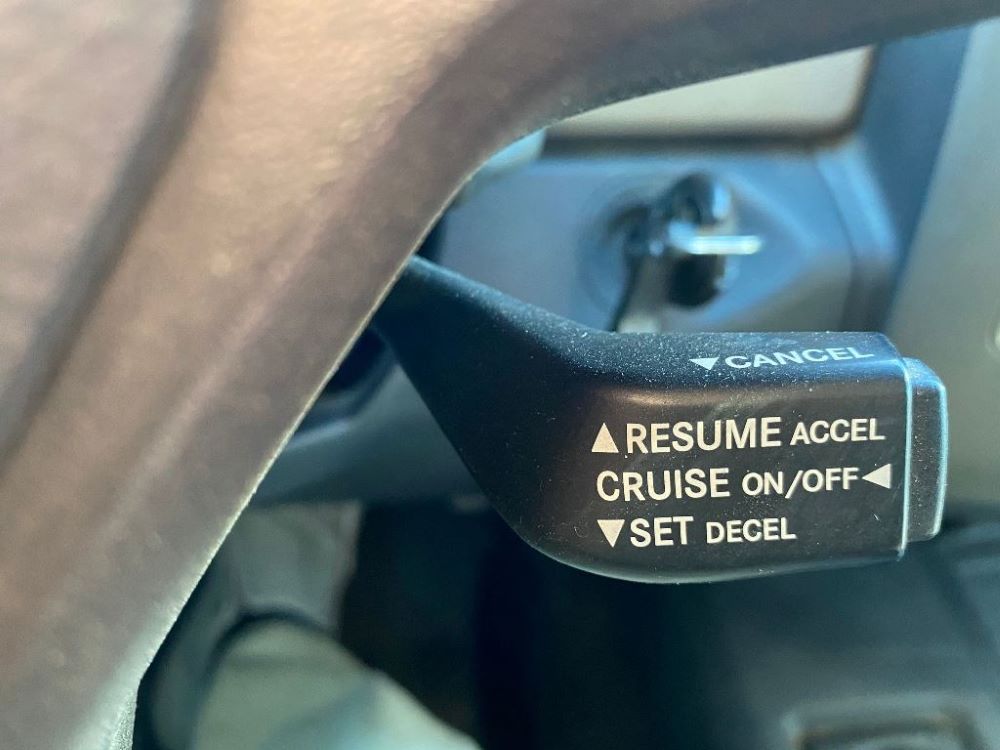 ▼CANCEL
▲RESUME ACCEL
CRUISE ON/OFF◀
▼SET DECEL